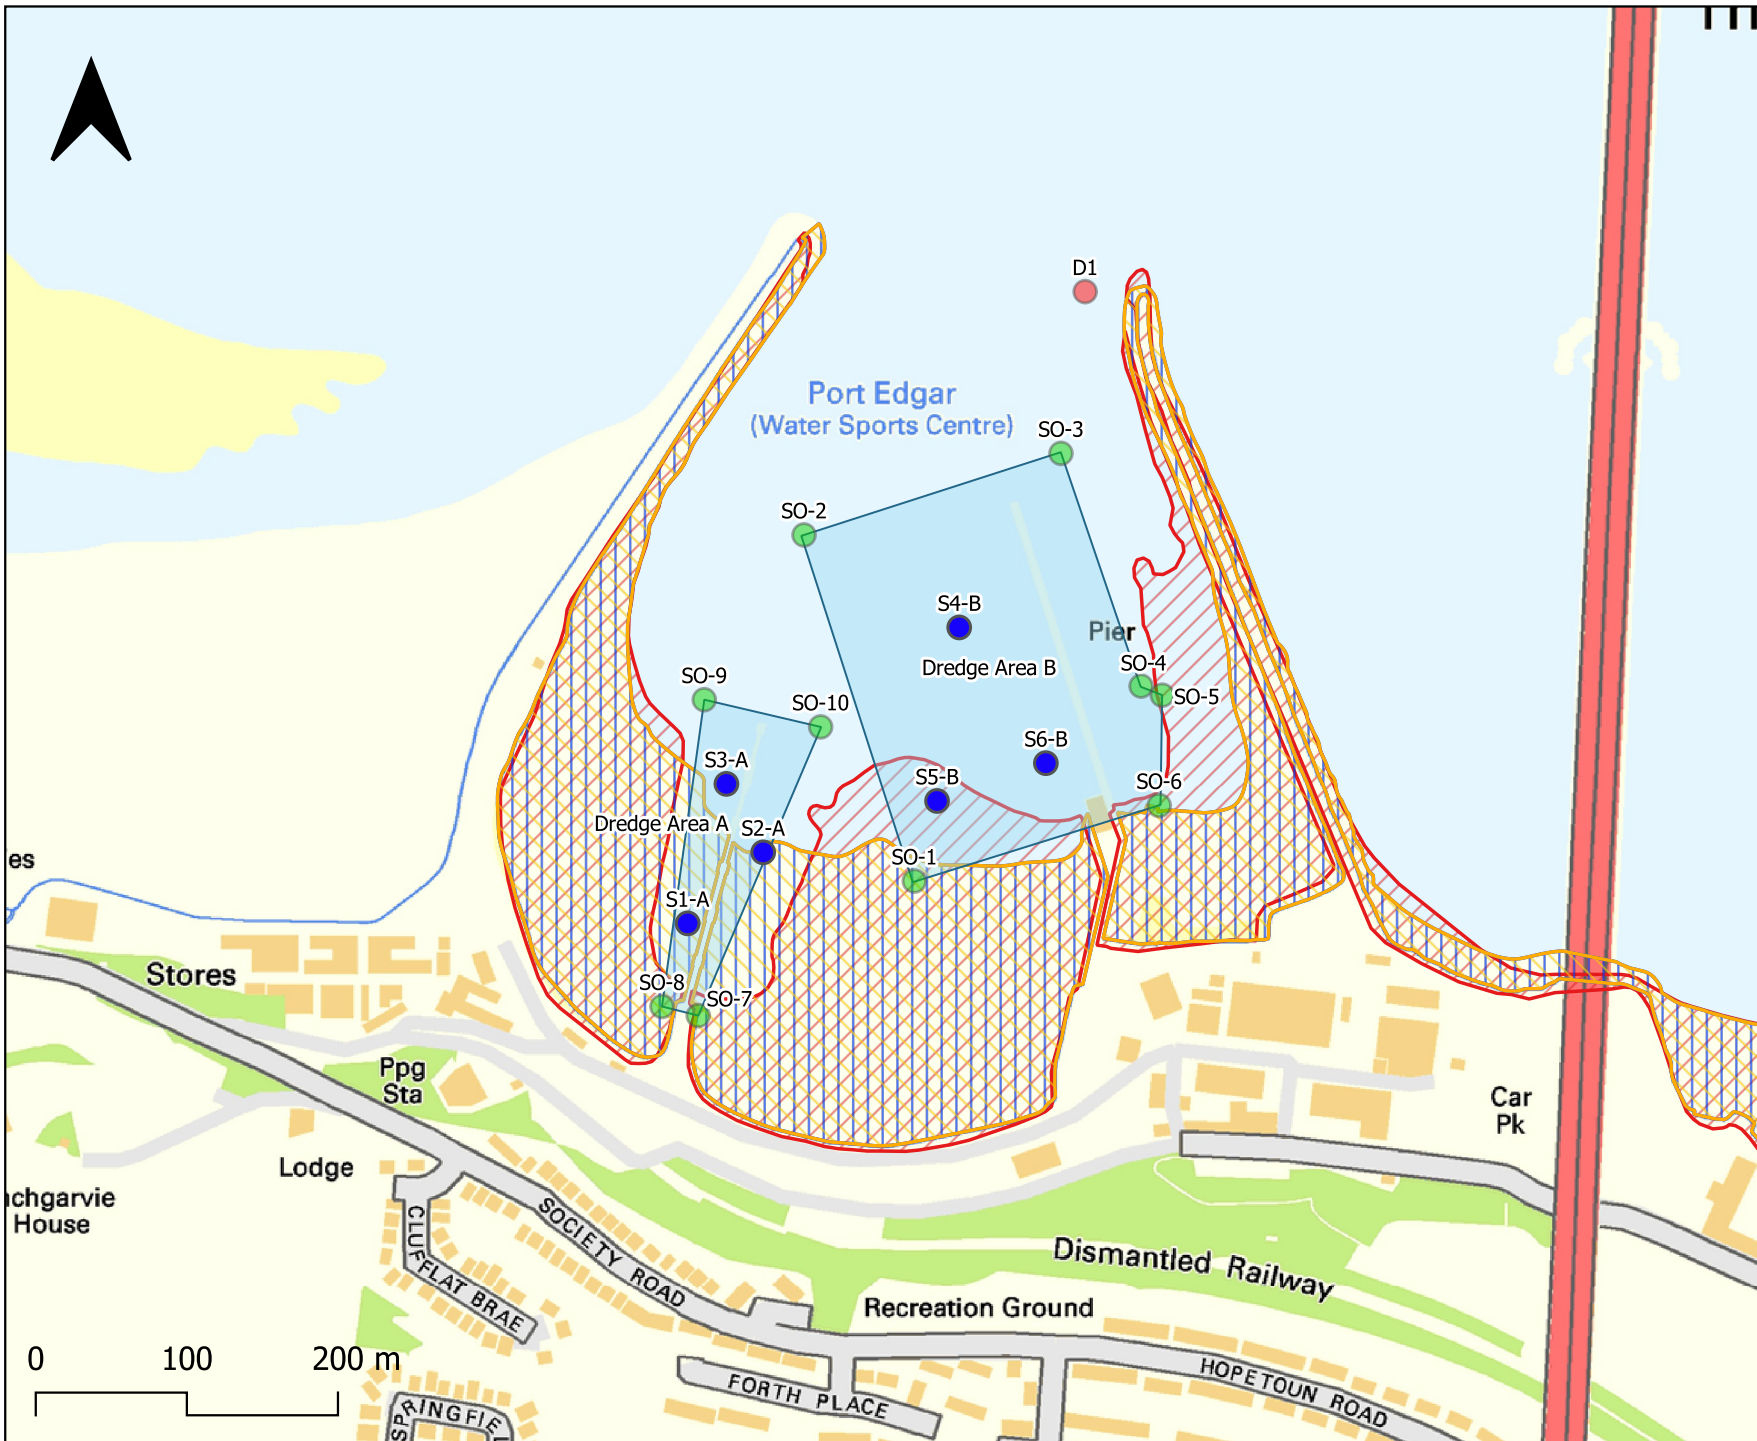 D1
Port Edgar
(Water Sports Centre)
SO-3
SO-2
S4-B
Pier
Dredge Area B
SO-4
SO-5
SO-9
SO-10
S6-B
S3-A
S5-B
SO-6
Dredge Area A
S2-A
es
SO-1
S1-A
Stores
SO-8
SO-7
Ppg
Sta
Car
Pk
Lodge
chgarvie
House
CLUFFLAT BRAE
SOCIETY ROAD
Dismantled Railway
Recreation Ground
0 100 200 m
HOPETOUN ROAD
FORTH PLACE
SPRINGFIE